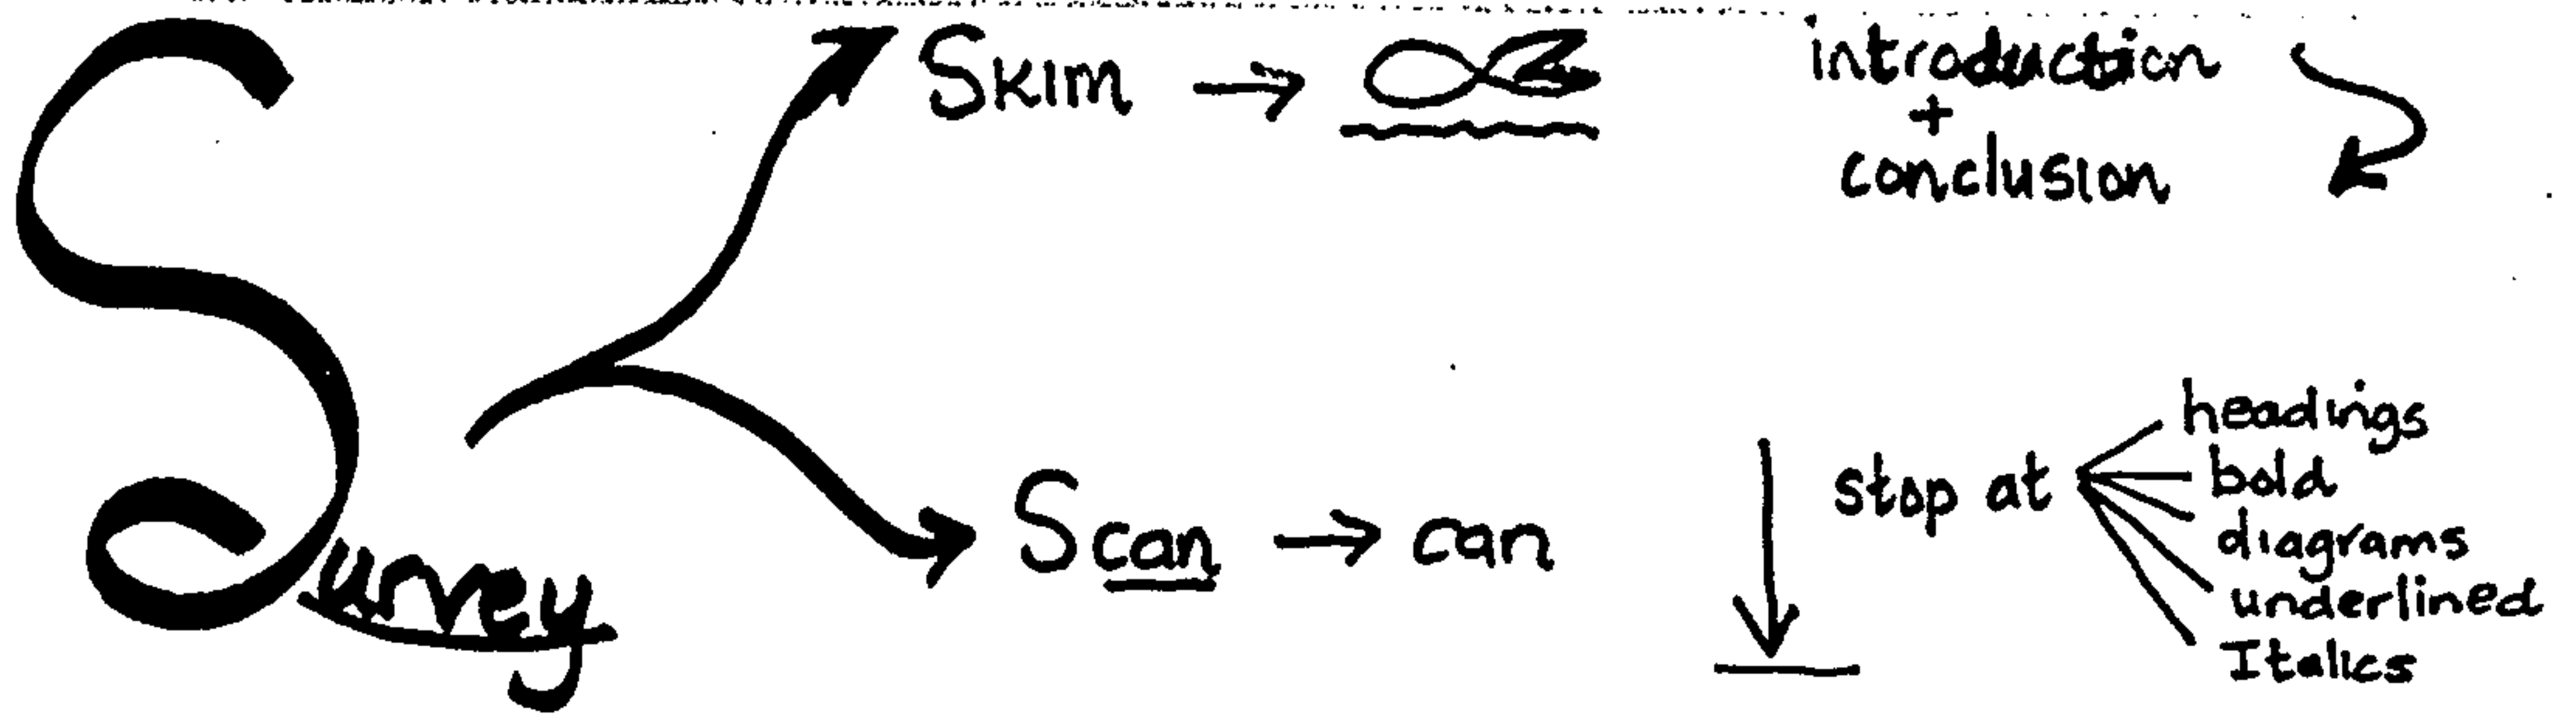 Survey
Skim →
introduction
+
conclusion
Scan → can
stop at
headings
bold
diagrams
underlined
Italics